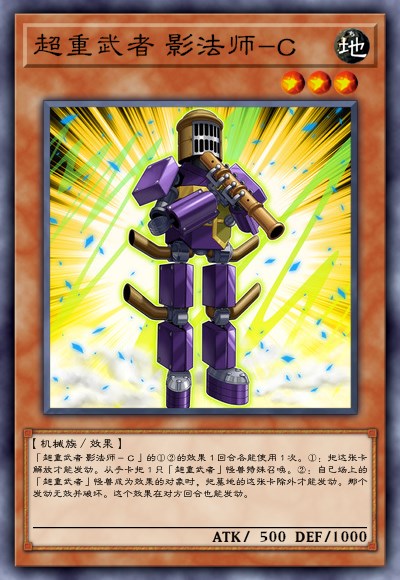 超重武者 影法师-C
地
【机械族／效果】
「超重武者 影法师－C」的①②的效果1回合各能使用1次。①：把这张卡
解放才能发动。从手卡把1只「超重武者」怪兽特殊召唤。②：自己场上的
「超重武者」怪兽成为效果的对象时，把墓地的这张卡除外才能发动。那个
发动无效并破坏。这个效果在对方回合也能发动。
ATK/ 500 DEF/1000